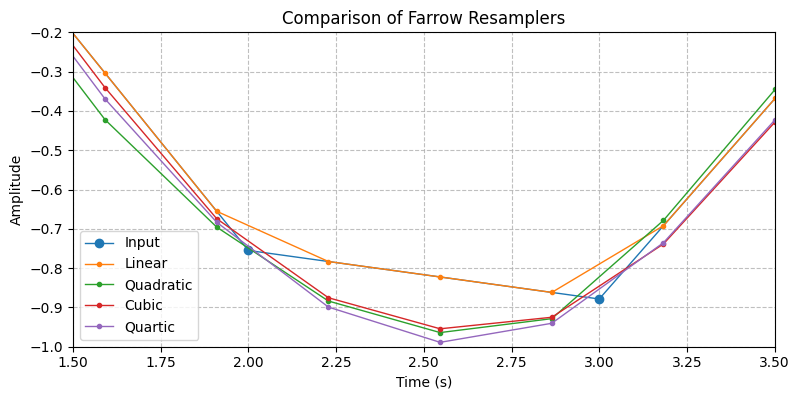 Comparison of Farrow Resamplers
Amplitude
−0.2
−0.3
−0.4
−0.5
−0.6
−0.7
−0.8
−0.9
−1.0
Input
Linear
Quadratic
Cubic
Quartic
1.50 1.75 2.00 2.25 2.50 2.75 3.00 3.25 3.50
Time (s)